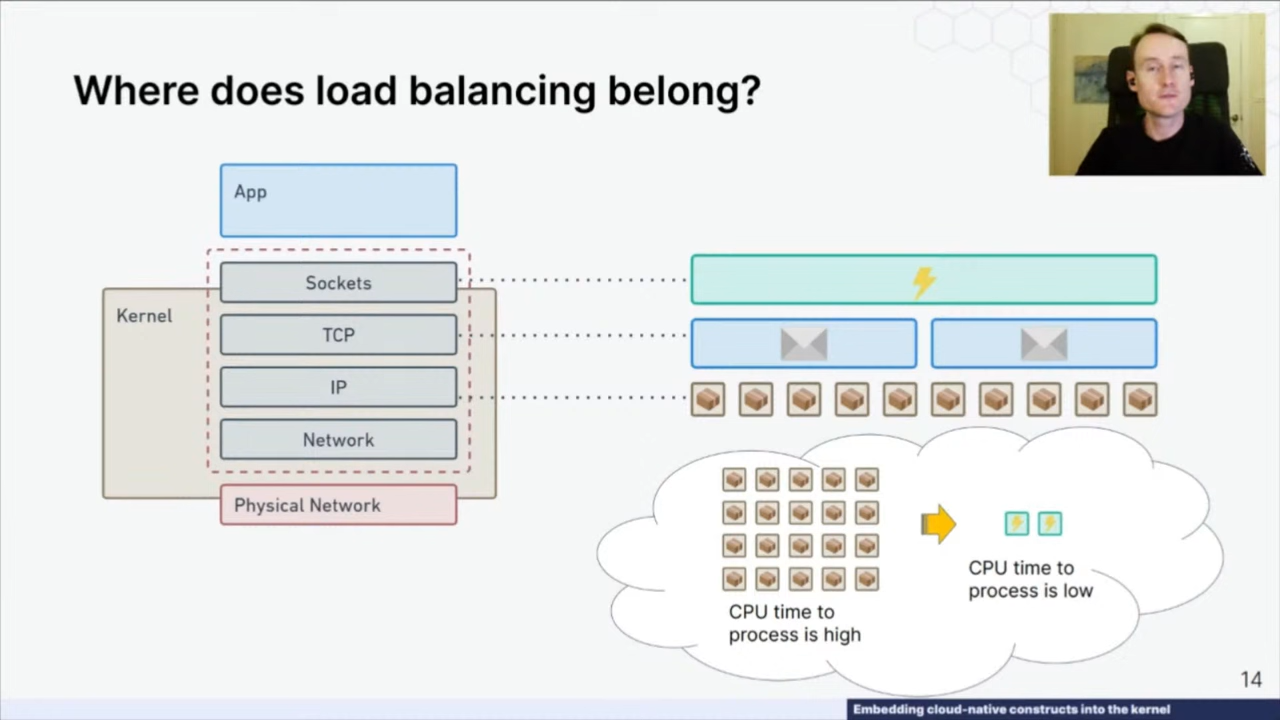 Where does load balancing belong?
App
Sockets
Kernel
TCP
IP
Network
Physical Network
CPU time to
process is high
CPU time to
process is low
14
Embedding cloud-native constructs into the kernel